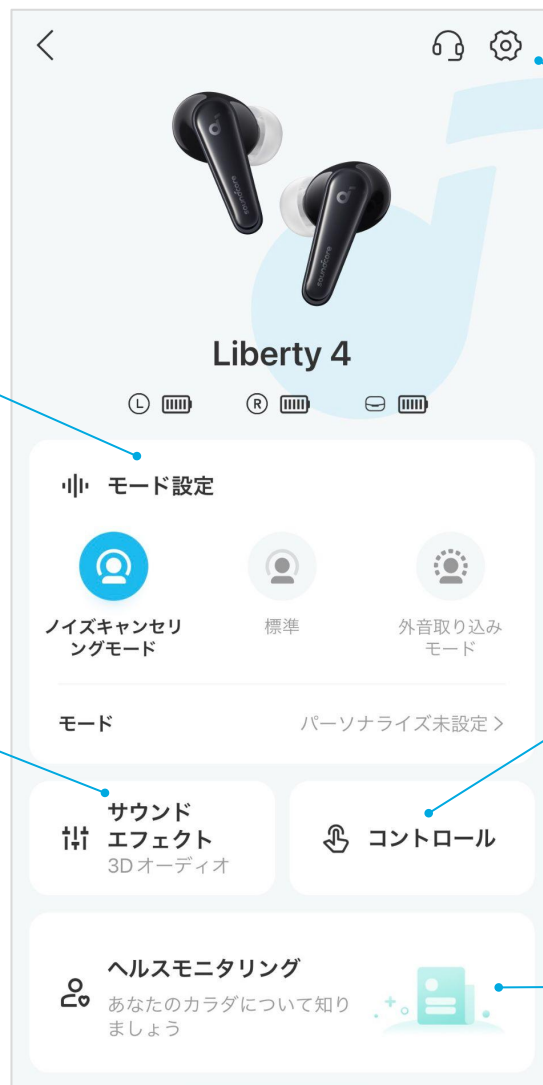 soundcore
soundcore
Liberty 4
L
R
モード設定
ノイズキャンセリ
ングモード
標準
外音取り込み
モード
モード
パーソナライズ未設定 >
サウンド
エフェクト
3Dオーディオ
コントロール
ヘルスモニタリング
あなたのカラダについて知り
ましょう